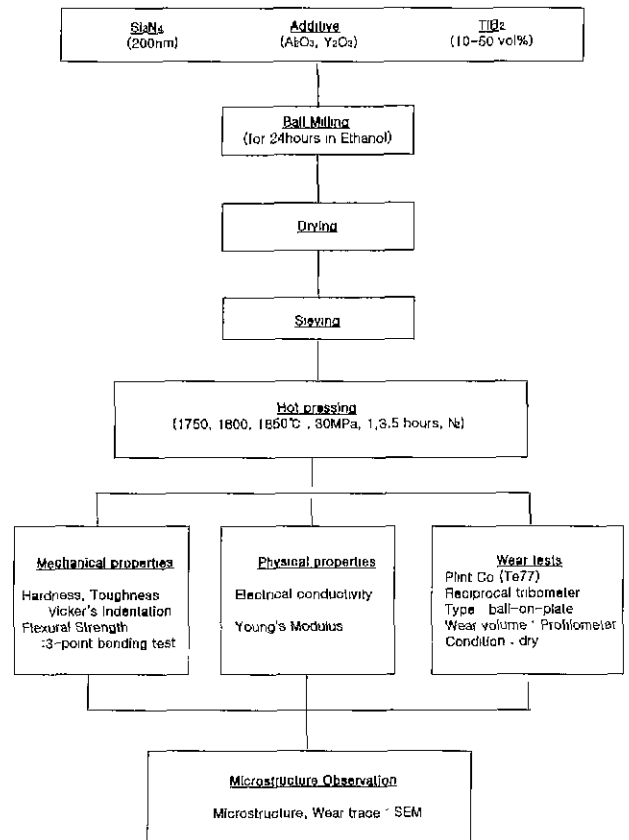 Si₃N₄ Additive TiB₂
(200nm) (Al₂O₃, Y₂O₃) (10-50 vol%)
Ball Milling
(for 24hours in Ethanol)
Drying
Sieving
Hot pressing
(1750, 1800, 1850℃, 30MPa, 1,3.5 hours, N₂)
Mechanical properties
Hardness, Toughness
Vicker's Indentation
Flexural Strength
:3-point bending test
Physical properties
Electrical conductivity
Young's Modulus
Wear tests
Plint Co (Te77)
Reciprocal tribometer
Type : ball-on-plate
Wear volume : Profilometer
Condition : dry
Microstructure Observation
Microstructure, Wear trace : SEM